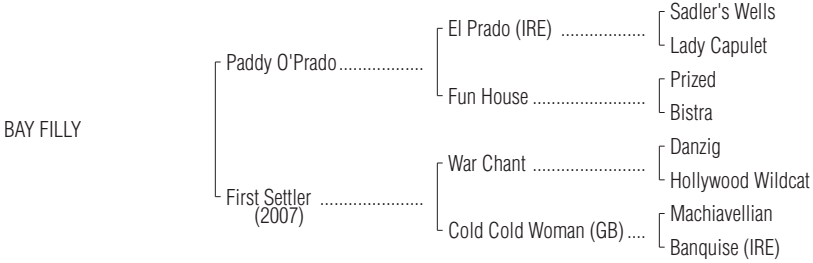 Sadler's Wells
El Prado (IRE) ...................
Lady Capulet
Paddy O'Prado..................
Prized
Fun House .........................
Bistra
BAY FILLY
Danzig
War Chant .........................
Hollywood Wildcat
First Settler .......................
(2007)
Machiavellian
Cold Cold Woman (GB) ....
Banquise (IRE)